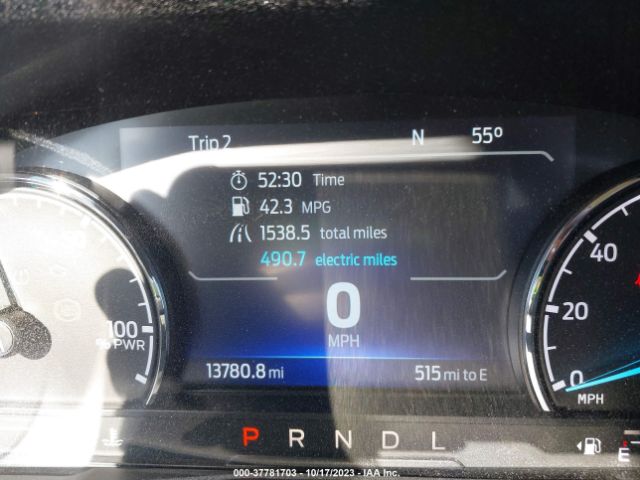 Trip 2 N 55°
52:30 Time
42.3 MPG
1538.5 total miles
490.7 electric miles
0
MPH
13780.8 mi 515 mi to E
100
% PWR
40
20
0
MPH
P R N D L
E
000-37781703 - 10/17/2023 - IAA Inc.